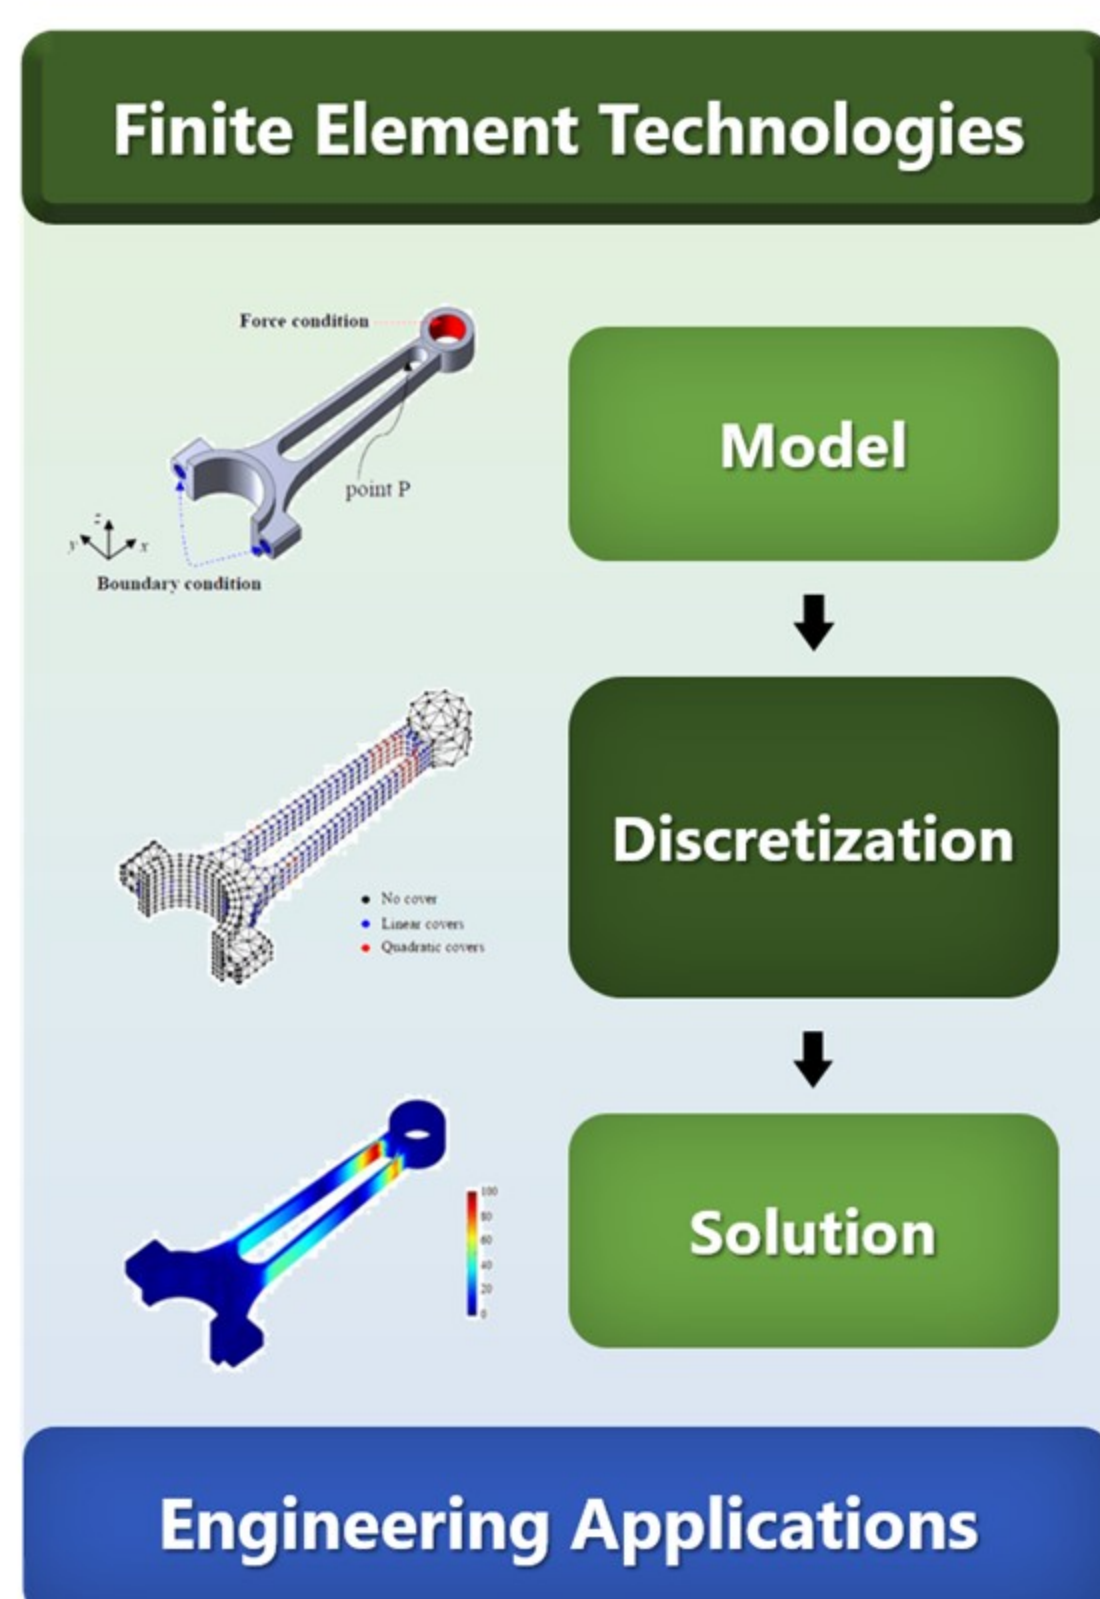 Finite Element Technologies
Force condition
Model
point P
z
y
x
Boundary condition
Discretization
No cover
Linear covers
Quadratic covers
100
80
60
40
20
0
Solution
Engineering Applications